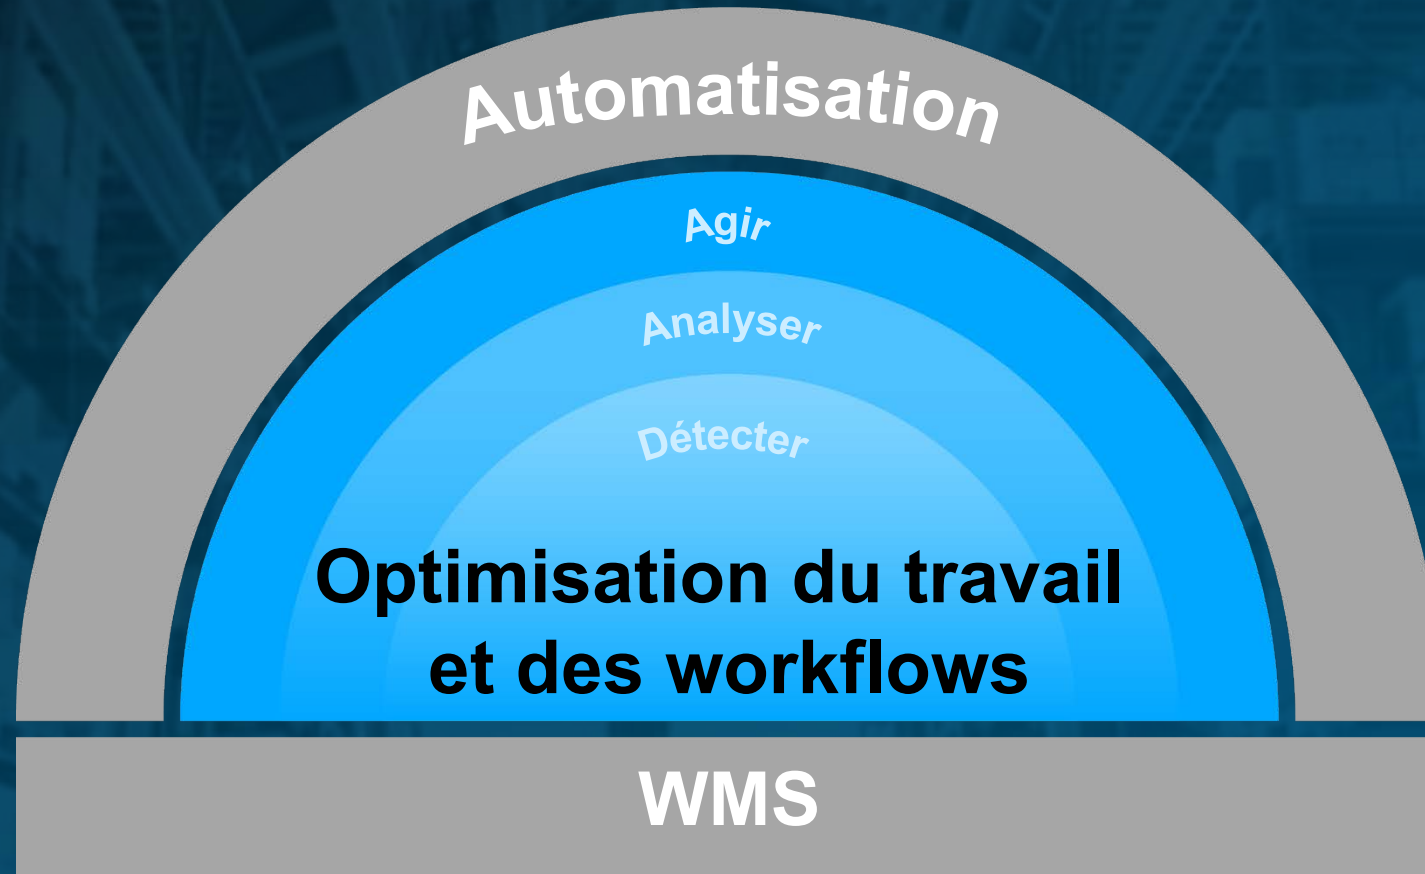 Automatisation
Agir
Analyser
Détecter
Optimisation du travail
et des workflows
WMS